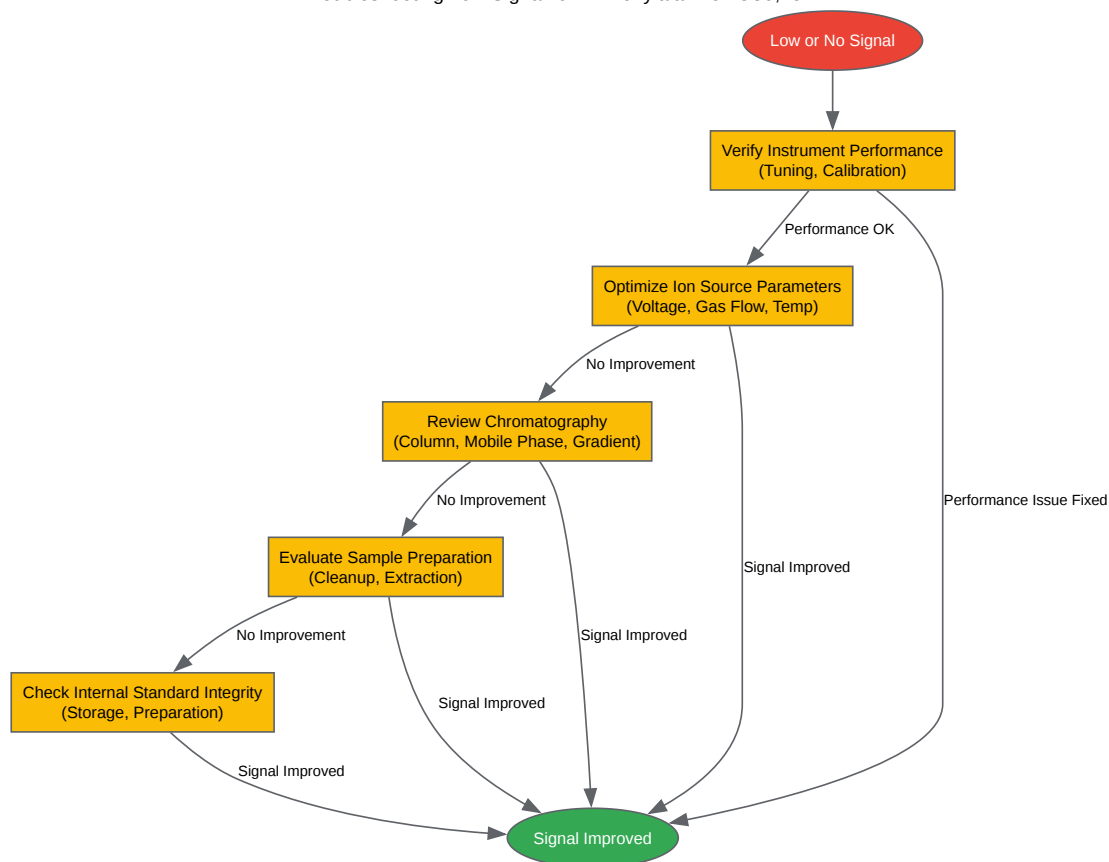 Low or No Signal
Verify Instrument Performance
(Tuning, Calibration)
Performance OK
Optimize Ion Source Parameters
(Voltage, Gas Flow, Temp)
No Improvement
Review Chromatography
(Column, Mobile Phase, Gradient)
No Improvement
Performance Issue Fixed
Evaluate Sample Preparation
(Cleanup, Extraction)
Signal Improved
No Improvement
Signal Improved
Check Internal Standard Integrity
(Storage, Preparation)
Signal Improved
Signal Improved
Signal Improved